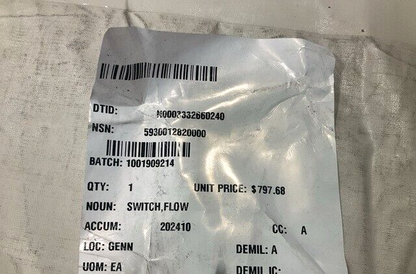 DTID: N0003332660240
NSN: 5930012820000
BATCH: 1001909214
QTY: 1 UNIT PRICE: $797.68
NOUN: SWITCH,FLOW
ACCUM: 202410 CC: A
LOC: GENN DEMIL: A
UOM: EA DEMIL IC: